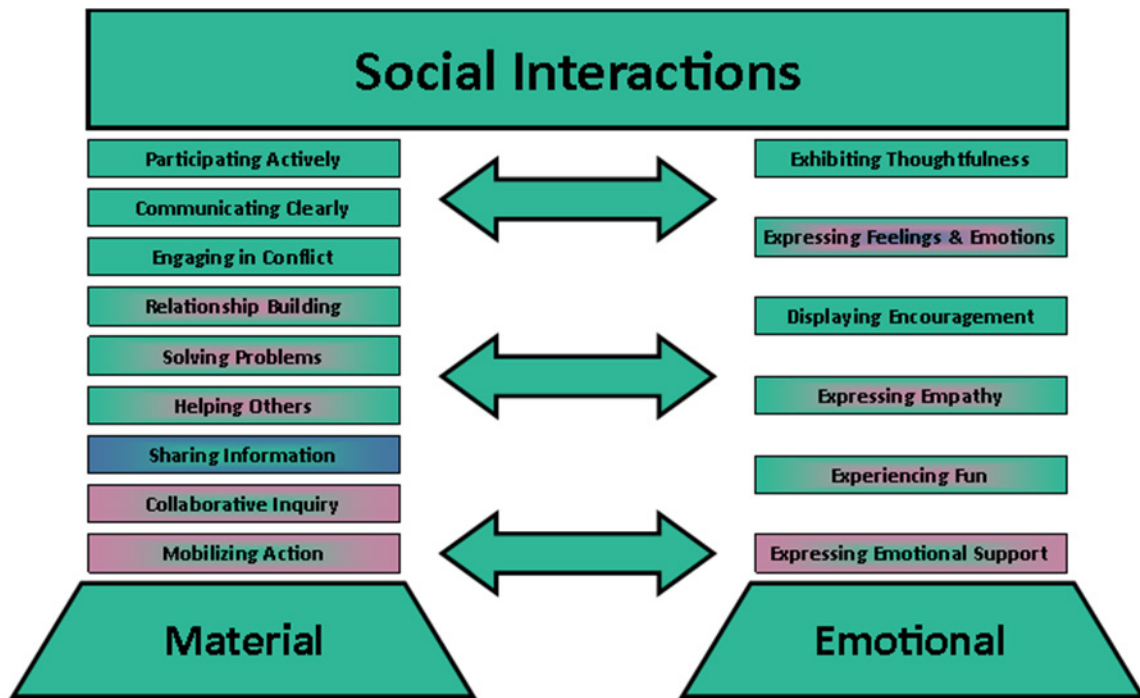 Social Interactions
Participating Actively
Communicating Clearly
Engaging in Conflict
Relationship Building
Solving Problems
Helping Others
Sharing Information
Collaborative Inquiry
Mobilizing Action
Material
Exhibiting Thoughtfulness
Expressing Feelings & Emotions
Displaying Encouragement
Expressing Empathy
Experiencing Fun
Expressing Emotional Support
Emotional